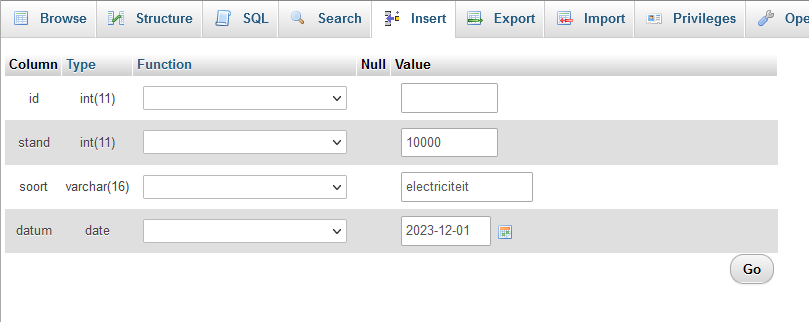 Browse Structure SQL Search Insert Export Import Privileges Ope
Column Type Function Null Value
id int(11)
stand int(11) 10000
soort varchar(16) electriciteit
datum date 2023-12-01
Go